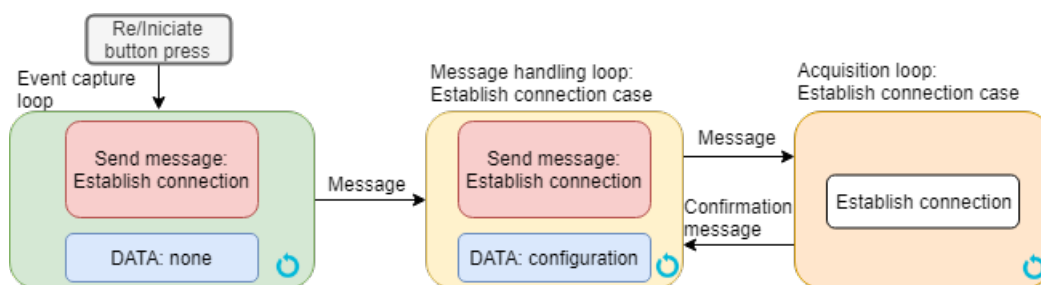 Re/Iniciate
button press
Event capture
loop
Send message:
Establish connection
DATA: none
Message
Message handling loop:
Establish connection case
Send message:
Establish connection
DATA: configuration
Message
Confirmation
message
Acquisition loop:
Establish connection case
Establish connection